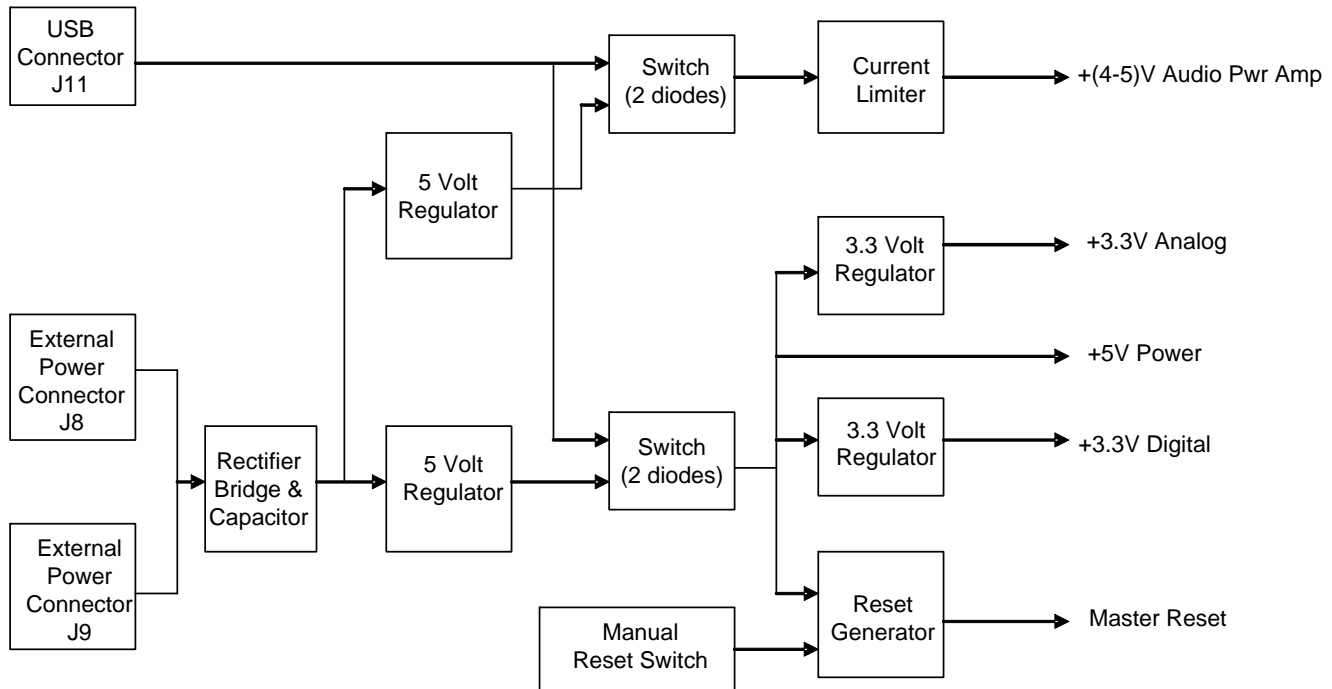 USB
Connector
J11
Switch
(2 diodes)
Current
Limiter
+(4-5)V Audio Pwr Amp
5 Volt
Regulator
3.3 Volt
Regulator
+3.3V Analog
External
Power
Connector
J8
+5V Power
Rectifier
Bridge &
Capacitor
5 Volt
Regulator
Switch
(2 diodes)
3.3 Volt
Regulator
+3.3V Digital
External
Power
Connector
J9
Manual
Reset Switch
Reset
Generator
Master Reset